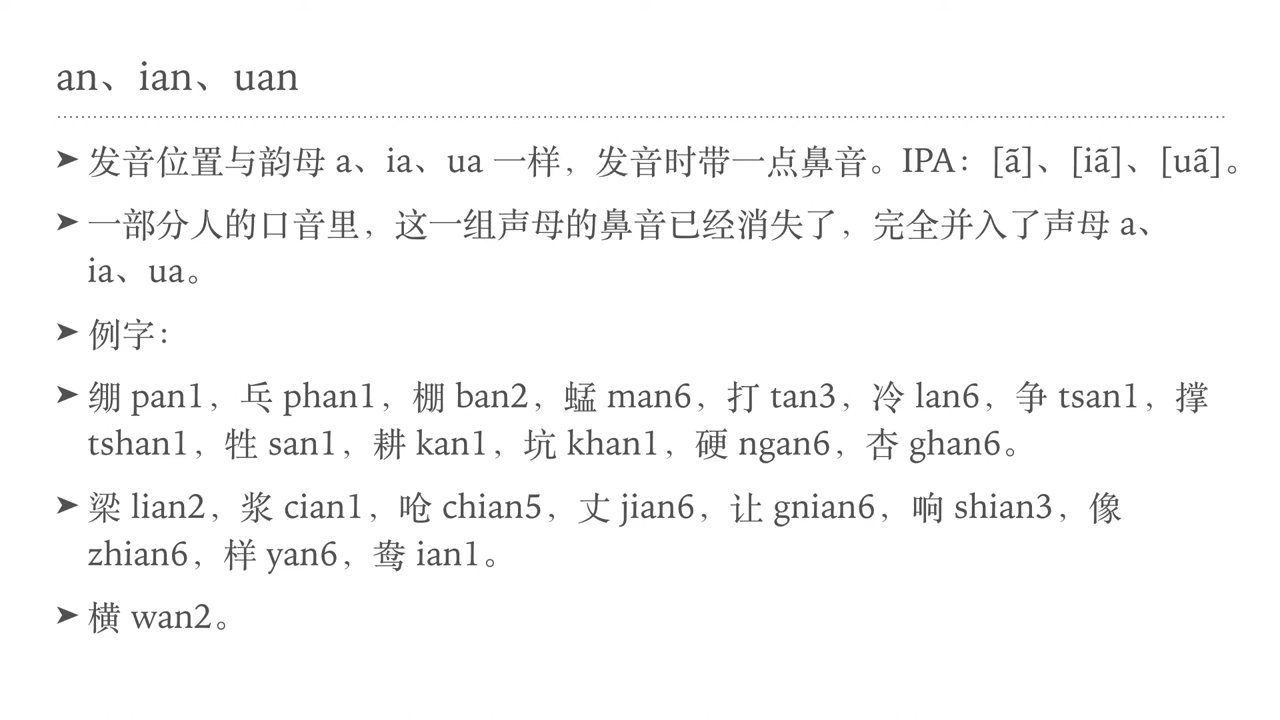 an、ian、uan
➤ 发音位置与韵母 a、ia、ua 一样，发音时带一点鼻音。IPA：[ã]、[iã]、[uã]。
➤ 一部分人的口音里，这一组声母的鼻音已经消失了，完全并入了声母 a、
ia、ua。
➤ 例字：
➤ 绷 pan1，乓 phan1，棚 ban2，蜢 man6，打 tan3，冷 lan6，争 tsan1，撑
tshan1，牲 san1，耕 kan1，坑 khan1，硬 ngan6，杏 ghan6。
➤ 梁 lian2，浆 cian1，呛 chian5，丈 jian6，让 gnian6，响 shian3，像
zhian6，样 yan6，鸯 ian1。
➤ 横 wan2。